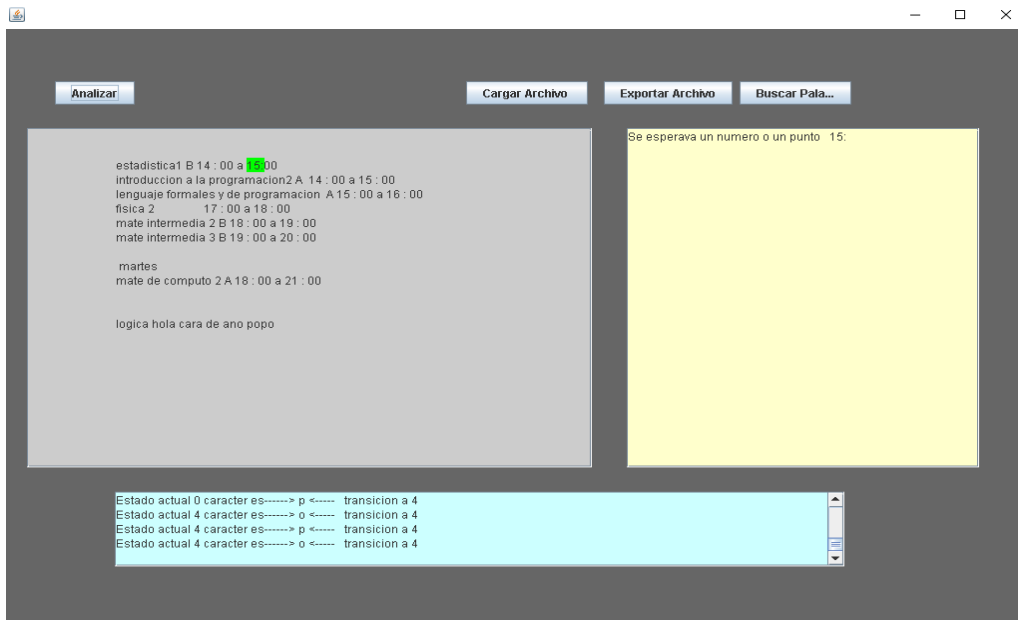 Analizar
Cargar Archivo
Exportar Archivo
Buscar Pala...
estadistica1 B 14 : 00 a 15:00
introduccion a la programacion2 A 14 : 00 a 15 : 00
lenguaje formales y de programacion A 15 : 00 a 16 : 00
fisica 2 17 : 00 a 18 : 00
mate intermedia 2 B 18 : 00 a 19 : 00
mate intermedia 3 B 19 : 00 a 20 : 00
martes
mate de computo 2 A 18 : 00 a 21 : 00
logica hola cara de ano popo
Se esperava un numero o un punto 15:
Estado actual 0 caracter es------> p <----- transicion a 4
Estado actual 4 caracter es------> o <----- transicion a 4
Estado actual 4 caracter es------> p <----- transicion a 4
Estado actual 4 caracter es------> o <----- transicion a 4